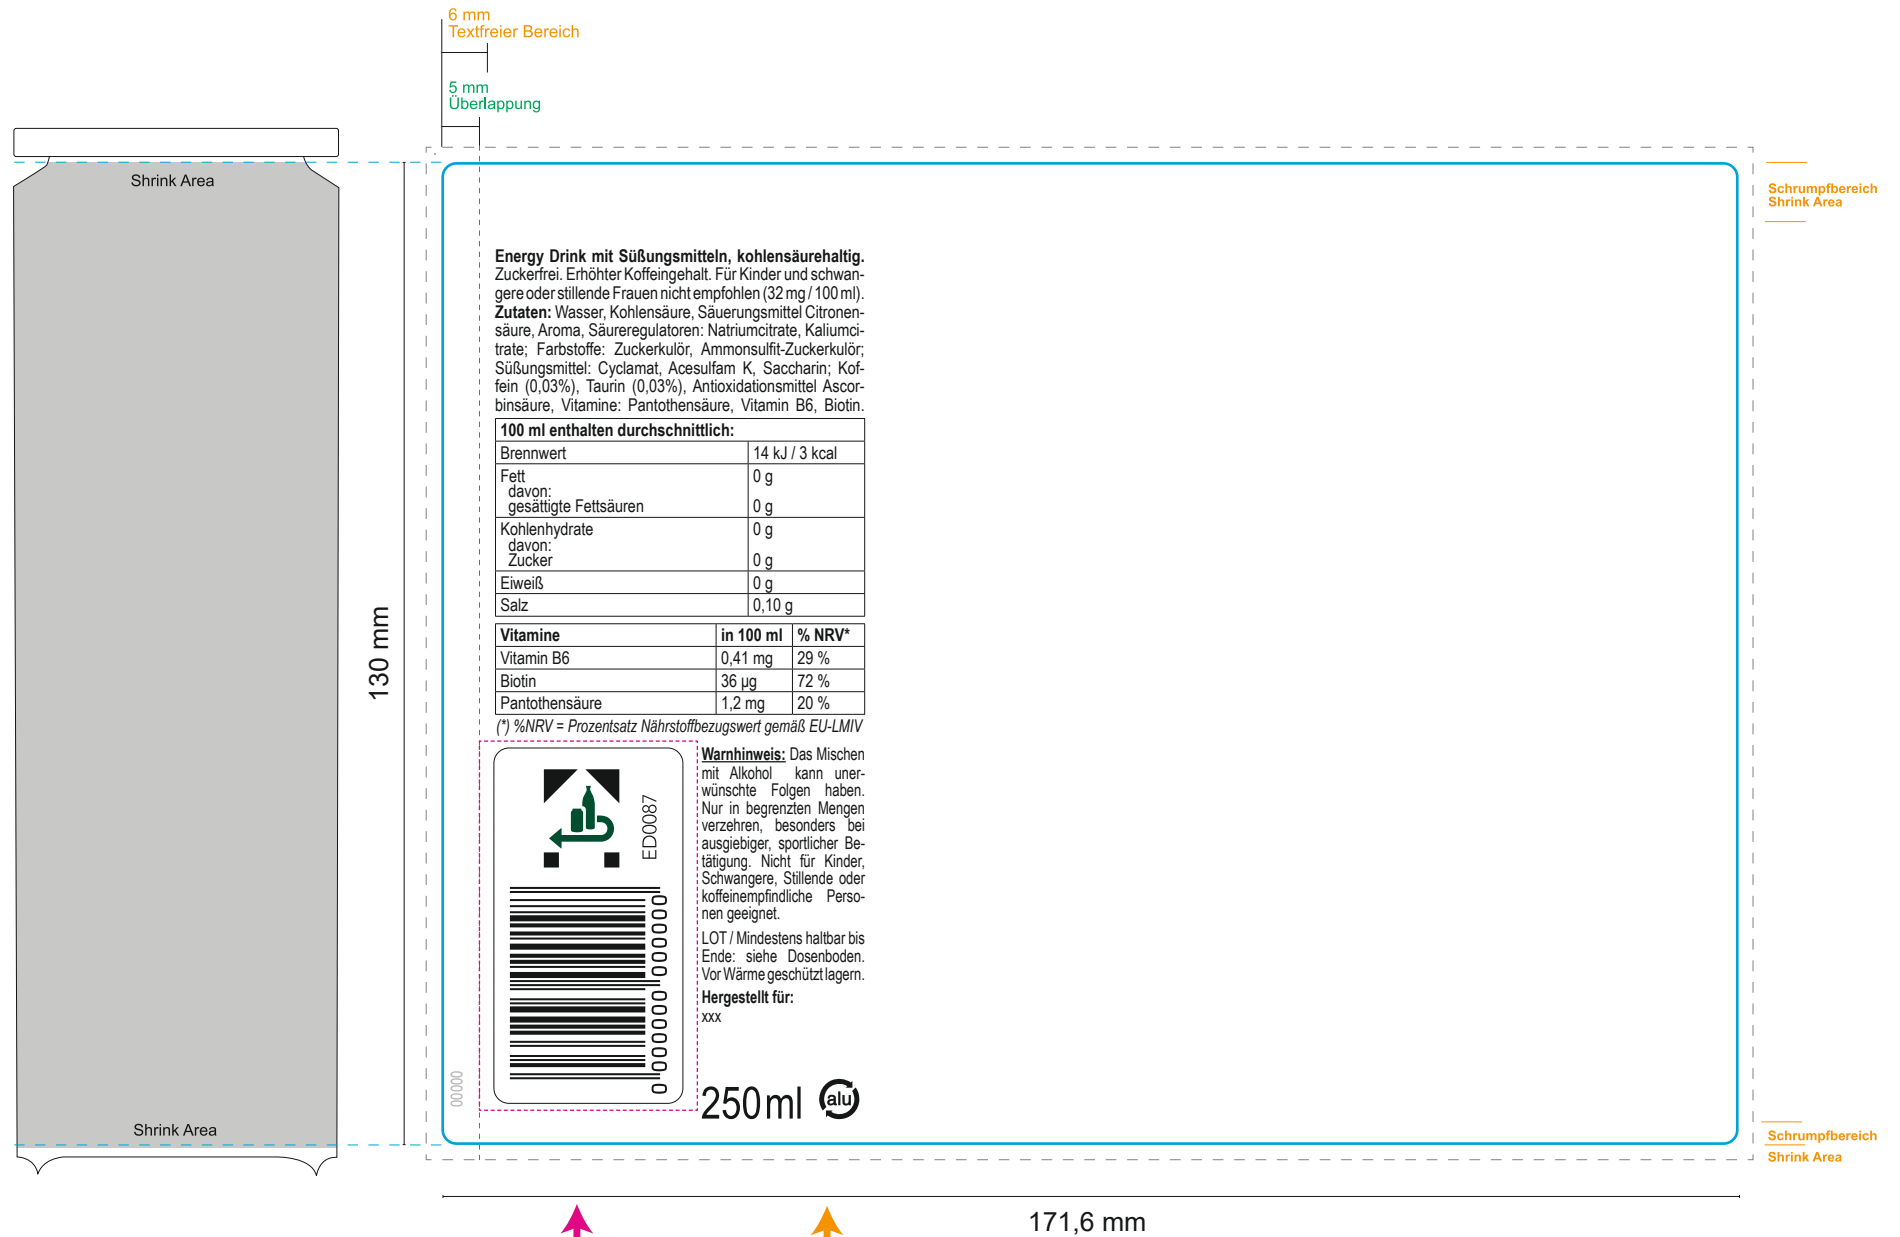 6 mm
Textfreier Bereich
5 mm
Überlappung
Shrink Area
Schrumpfbereich
Shrink Area
Energy Drink mit Süßungsmitteln, kohlensäurehaltig.
Zuckerfrei. Erhöhter Koffeingehalt. Für Kinder und schwan-
gere oder stillende Frauen nicht empfohlen (32 mg / 100 ml).
Zutaten: Wasser, Kohlensäure, Säuerungsmittel Citronen-
säure, Aroma, Säureregulatoren: Natriumcitrate, Kaliumci-
trate; Farbstoffe: Zuckerkulör, Ammonsulfit-Zuckerkulör;
Süßungsmittel: Cyclamat, Acesulfam K, Saccharin; Kof-
fein (0,03%), Taurin (0,03%), Antioxidationsmittel Ascor-
binsäure, Vitamine: Pantothensäure, Vitamin B6, Biotin.
100 ml enthalten durchschnittlich:
Brennwert 14 kJ / 3 kcal
Fett 0 g
davon:
gesättigte Fettsäuren 0 g
Kohlenhydrate 0 g
davon:
Zucker 0 g
Eiweiß 0 g
Salz 0,10 g
Vitamine in 100 ml % NRV*
Vitamin B6 0,41 mg 29 %
Biotin 36 µg 72 %
Pantothensäure 1,2 mg 20 %
(*) %NRV = Prozentsatz Nährstoffbezugswert gemäß EU-LMIV
130 mm
ED0087
0 000000 000000
00000
Warnhinweis: Das Mischen
mit Alkohol kann uner-
wünschte Folgen haben.
Nur in begrenzten Mengen
verzehren, besonders bei
ausgiebiger, sportlicher Be-
tätigung. Nicht für Kinder,
Schwangere, Stillende oder
koffeinempfindliche Perso-
nen geeignet.
LOT / Mindestens haltbar bis
Ende: siehe Dosenboden.
Vor Wärme geschützt lagern.
Hergestellt für:
xxx
250 ml alu
Shrink Area
Schrumpfbereich
Shrink Area
171,6 mm